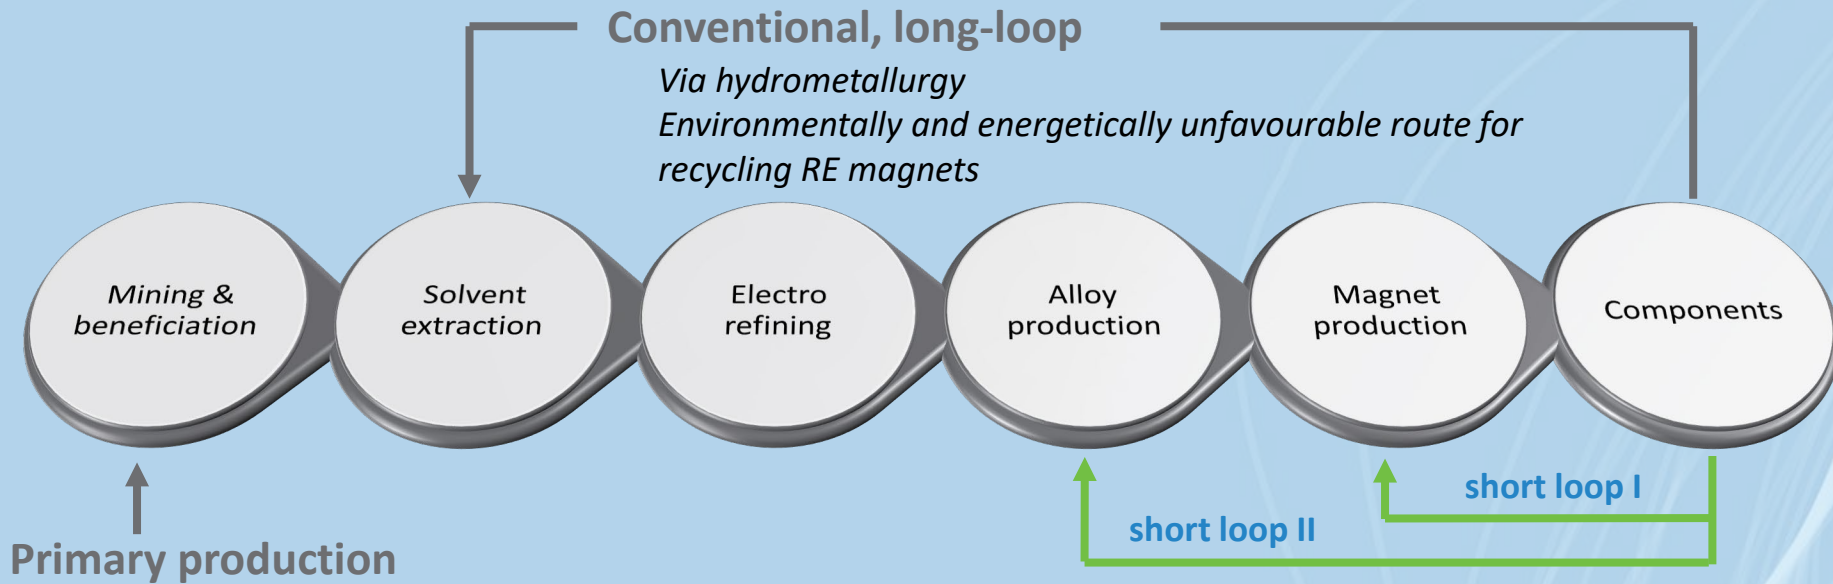 Conventional, long-loop
Via hydrometallurgy
Environmentally and energetically unfavourable route for
recycling RE magnets
Mining &
beneficiation
Solvent
extraction
Electro
refining
Alloy
production
Magnet
production
Components
short loop I
short loop II
Primary production